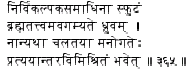 निर्विकल्पकसमाधिना स्फुटं
ब्रह्मतत्त्वमवगम्यते ध्रुवम् ।
नान्यथा चलतया मनोगतेः
प्रत्ययान्तरविमिश्रितं भवेत् ॥ ३६५ ॥